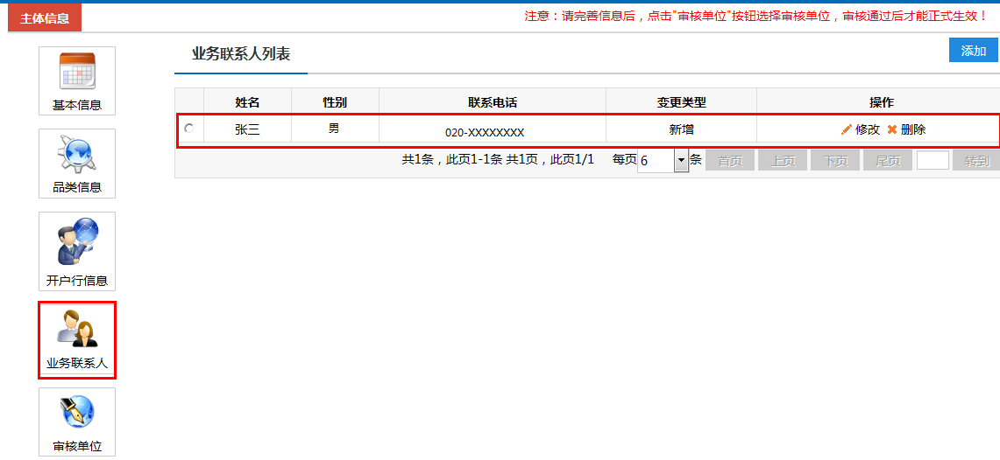 主体信息
注意：请完善信息后，点击"审核单位"按钮选择审核单位，审核通过后才能正式生效！
基本信息
品类信息
开户行信息
业务联系人
审核单位
业务联系人列表
添加
姓名 性别 联系电话 变更类型 操作
张三 男 020-XXXXXXXX 新增 修改 删除
共1条，此页1-1条 共1页，此页1/1 每页 6 条 首页 上页 下页 尾页 转到